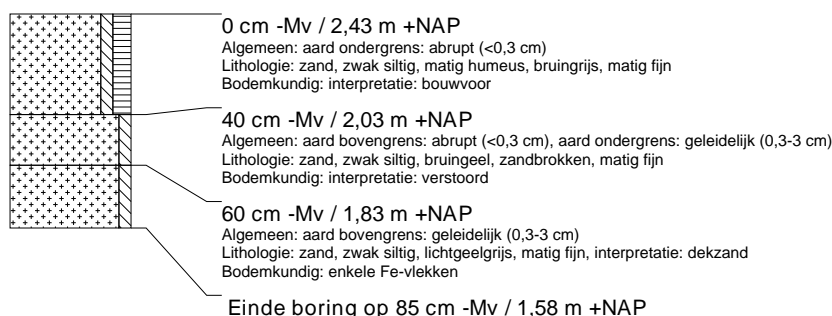 0 cm -Mv / 2,43 m +NAP
Algemeen: aard ondergrens: abrupt (<0,3 cm)
Lithologie: zand, zwak siltig, matig humeus, bruingrijs, matig fijn
Bodemkundig: interpretatie: bouwvoor
40 cm -Mv / 2,03 m +NAP
Algemeen: aard bovengrens: abrupt (<0,3 cm), aard ondergrens: geleidelijk (0,3-3 cm)
Lithologie: zand, zwak siltig, bruingeel, zandbrokken, matig fijn
Bodemkundig: interpretatie: verstoord
60 cm -Mv / 1,83 m +NAP
Algemeen: aard bovengrens: geleidelijk (0,3-3 cm)
Lithologie: zand, zwak siltig, lichtgeelgrijs, matig fijn, interpretatie: dekzand
Bodemkundig: enkele Fe-vlekken
Einde boring op 85 cm -Mv / 1,58 m +NAP